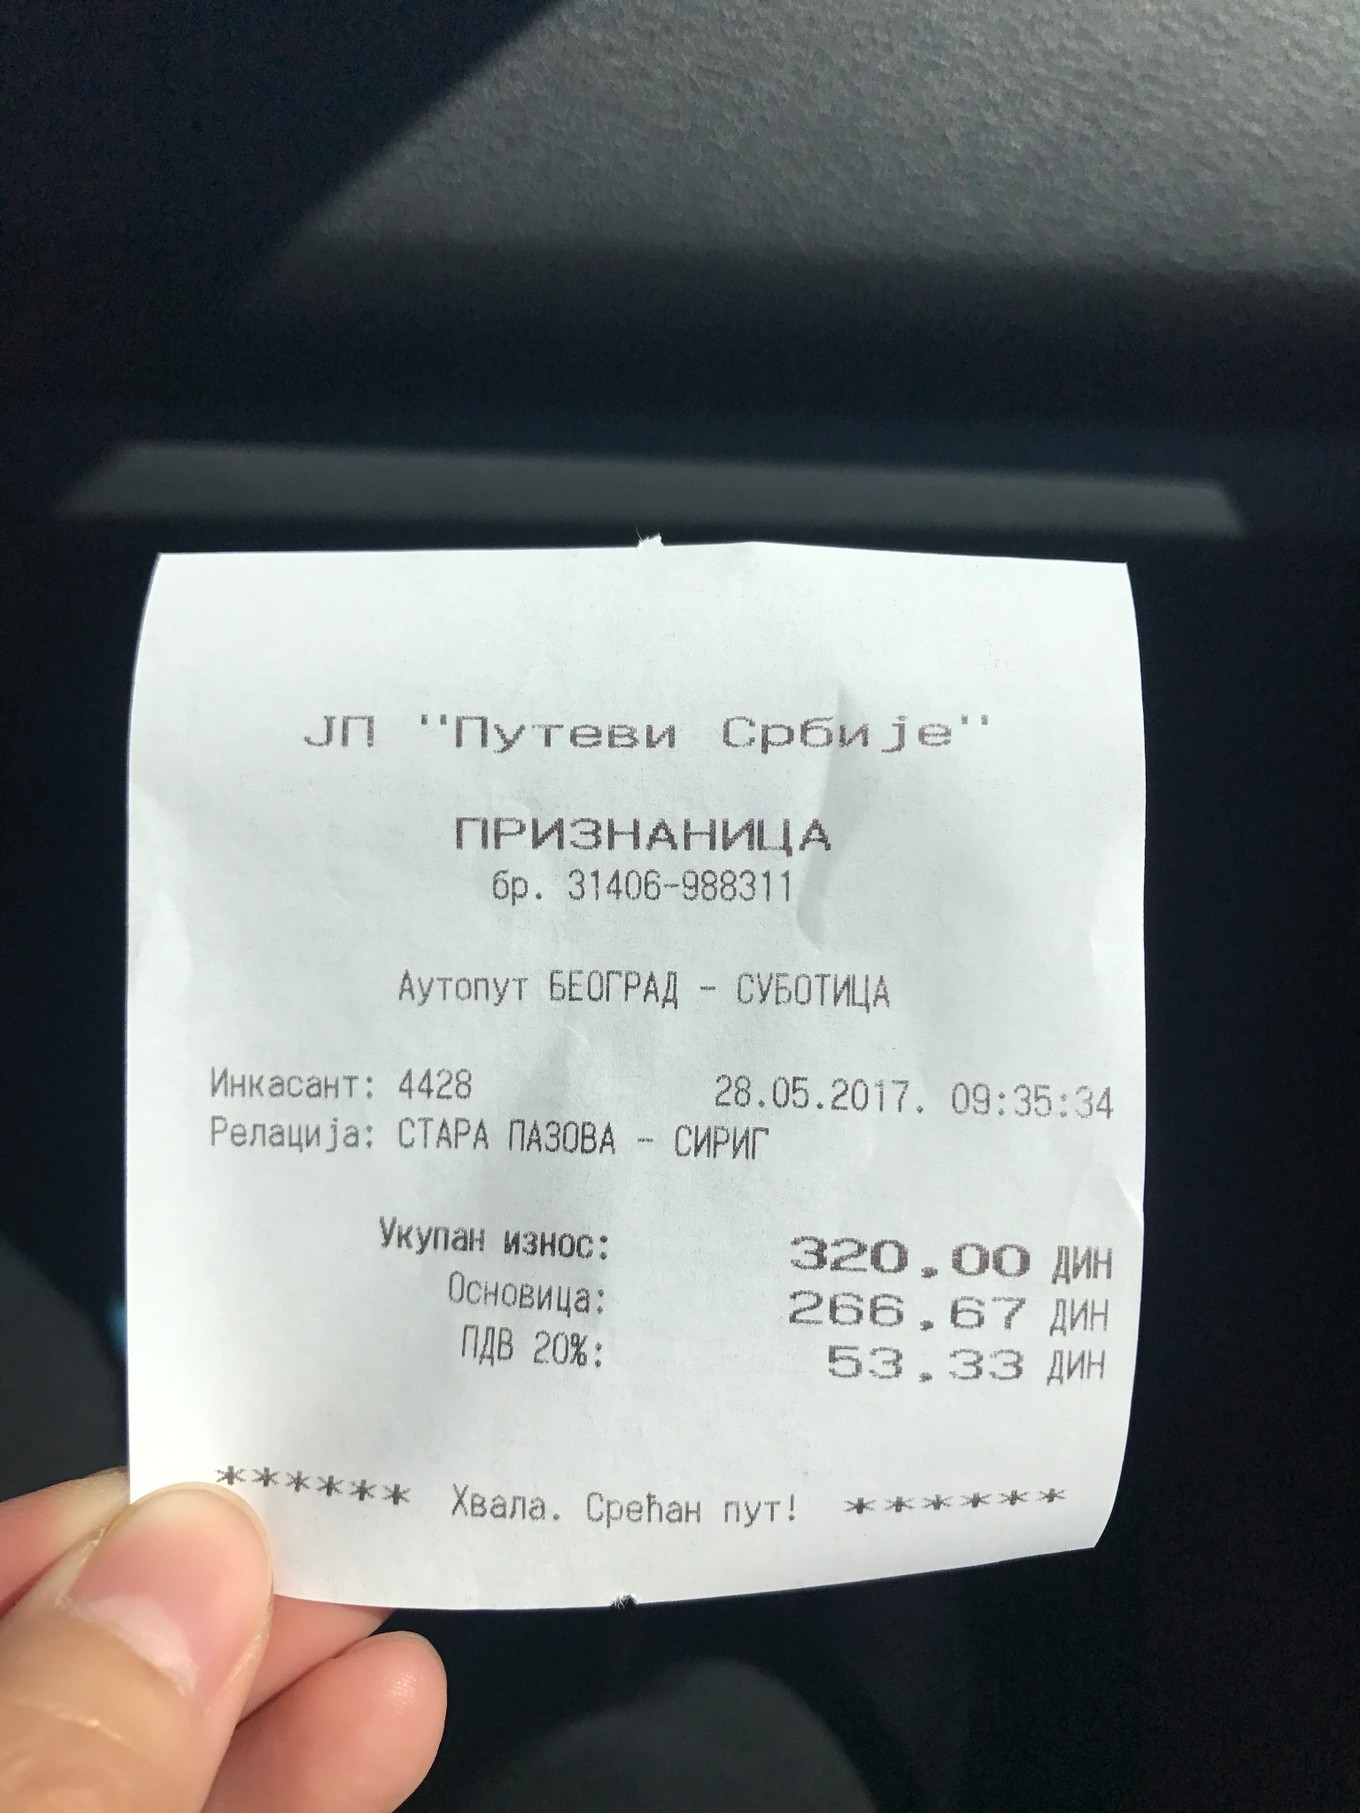 ЈП "Путеви Србије"
ПРИЗНАНИЦА
бр. 31406-988311
Аутопут БЕОГРАД - СУБОТИЦА
Инкасант: 4428 28.05.2017. 09:35:34
Релација: СТАРА ПАЗОВА - СИРИГ
Укупан износ: 320.00 ДИН
Основица: 266.67 ДИН
ПДВ 20%: 53.33 ДИН
****** Хвала. Срећан пут! ******